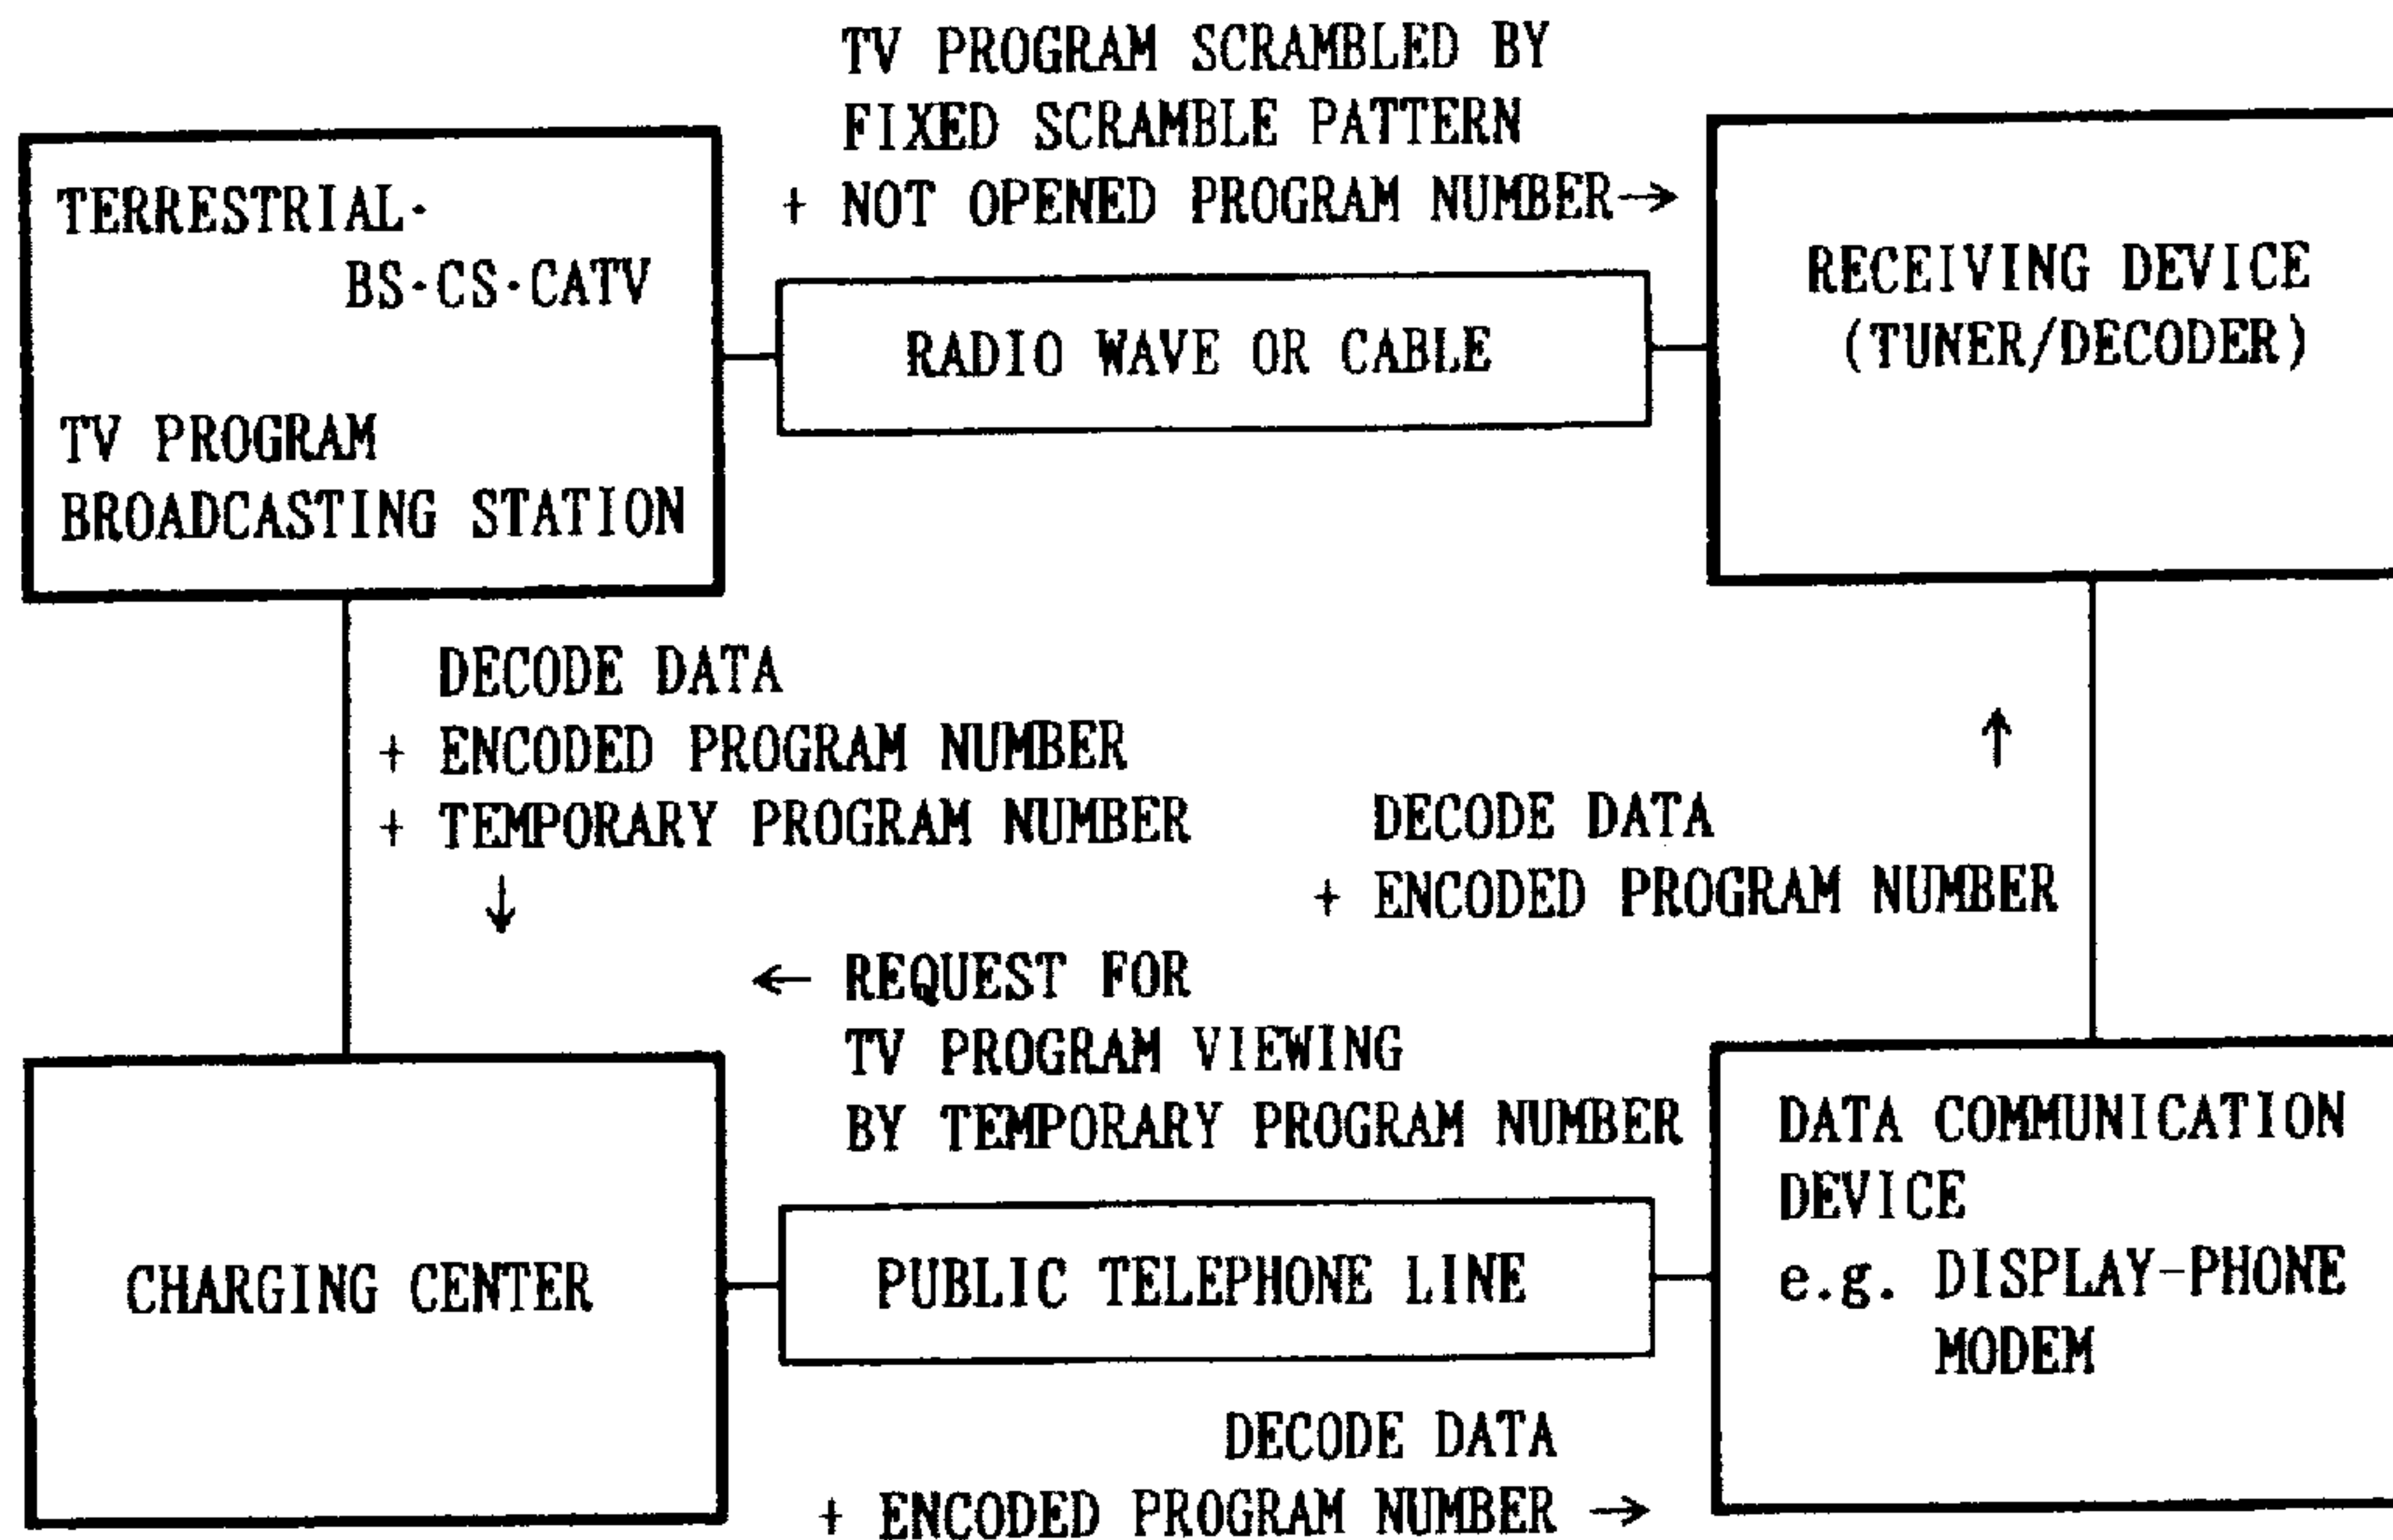 TV PROGRAM SCRAMBLED BY
FIXED SCRAMBLE PATTERN
+ NOT OPENED PROGRAM NUMBER→
TERRESTRIAL·
BS·CS·CATV
TV PROGRAM
BROADCASTING STATION
RADIO WAVE OR CABLE
RECEIVING DEVICE
(TUNER/DECODER)
DECODE DATA
+ ENCODED PROGRAM NUMBER
+ TEMPORARY PROGRAM NUMBER
↓
↑
DECODE DATA
+ ENCODED PROGRAM NUMBER
← REQUEST FOR
TV PROGRAM VIEWING
BY TEMPORARY PROGRAM NUMBER
CHARGING CENTER
PUBLIC TELEPHONE LINE
DATA COMMUNICATION
DEVICE
e.g. DISPLAY-PHONE
MODEM
DECODE DATA
+ ENCODED PROGRAM NUMBER →